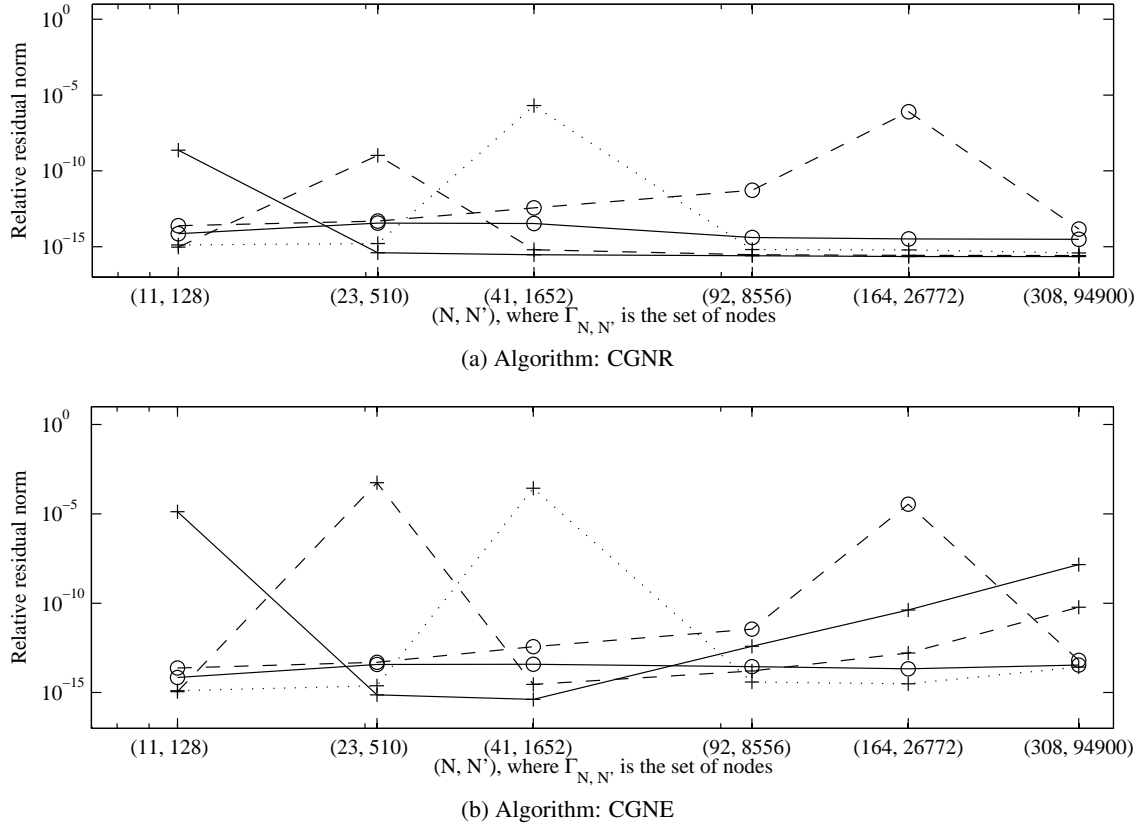 10^0
10^−5
10^−10
10^−15
Relative residual norm
(11, 128) (23, 510) (41, 1652) (92, 8556) (164, 26772) (308, 94900)
(N, N’), where Γ_N, N’ is the set of nodes
(a) Algorithm: CGNR
10^0
10^−5
10^−10
10^−15
Relative residual norm
(11, 128) (23, 510) (41, 1652) (92, 8556) (164, 26772) (308, 94900)
(N, N’), where Γ_N, N’ is the set of nodes
(b) Algorithm: CGNE